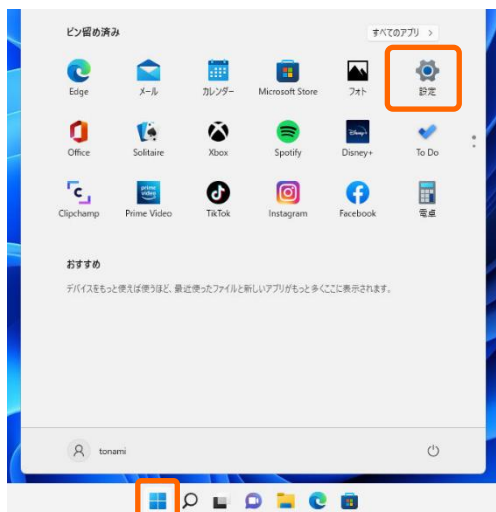 ピン留め済み
すべてのアプリ >
Edge
メール
カレンダー
Microsoft Store
フォト
設定
Office
Solitaire
Xbox
Spotify
Disney+
To Do
prime video
Clipchamp
Prime Video
TikTok
Instagram
Facebook
電卓
おすすめ
デバイスをもっと使えば使うほど、最近使ったファイルと新しいアプリがもっと多くここに表示されます。
tonami